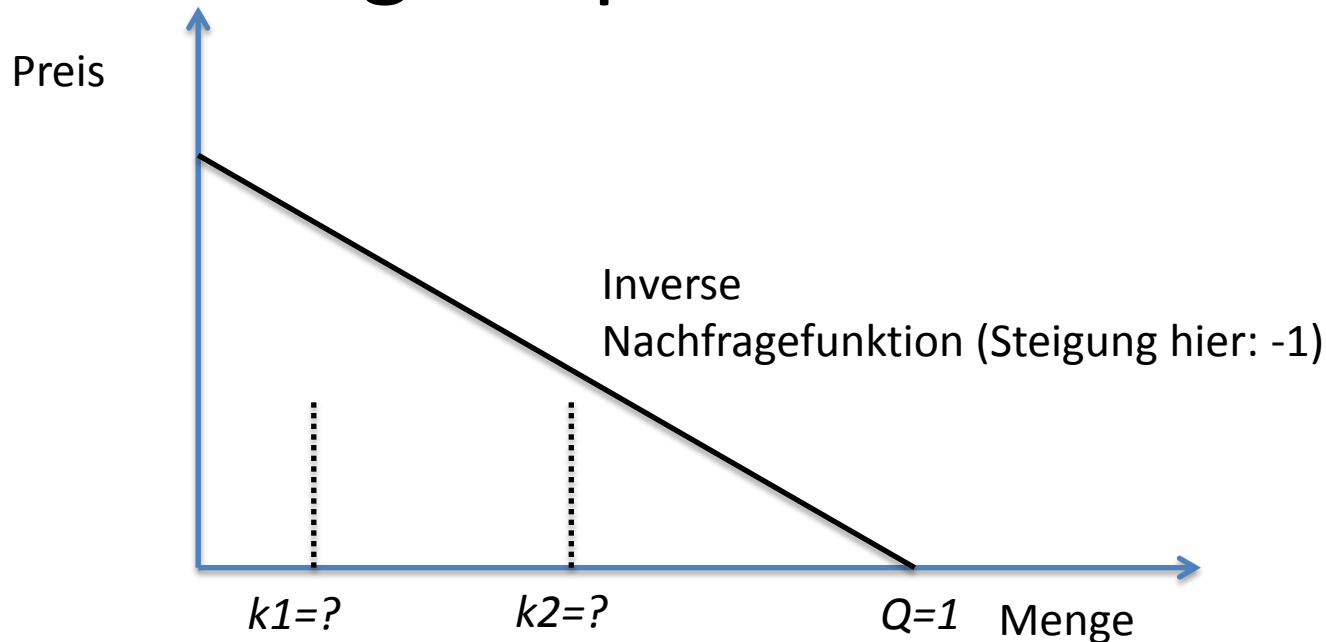 Preis
Inverse
Nachfragefunktion (Steigung hier: -1)
k1=?
k2=?
Q=1
Menge